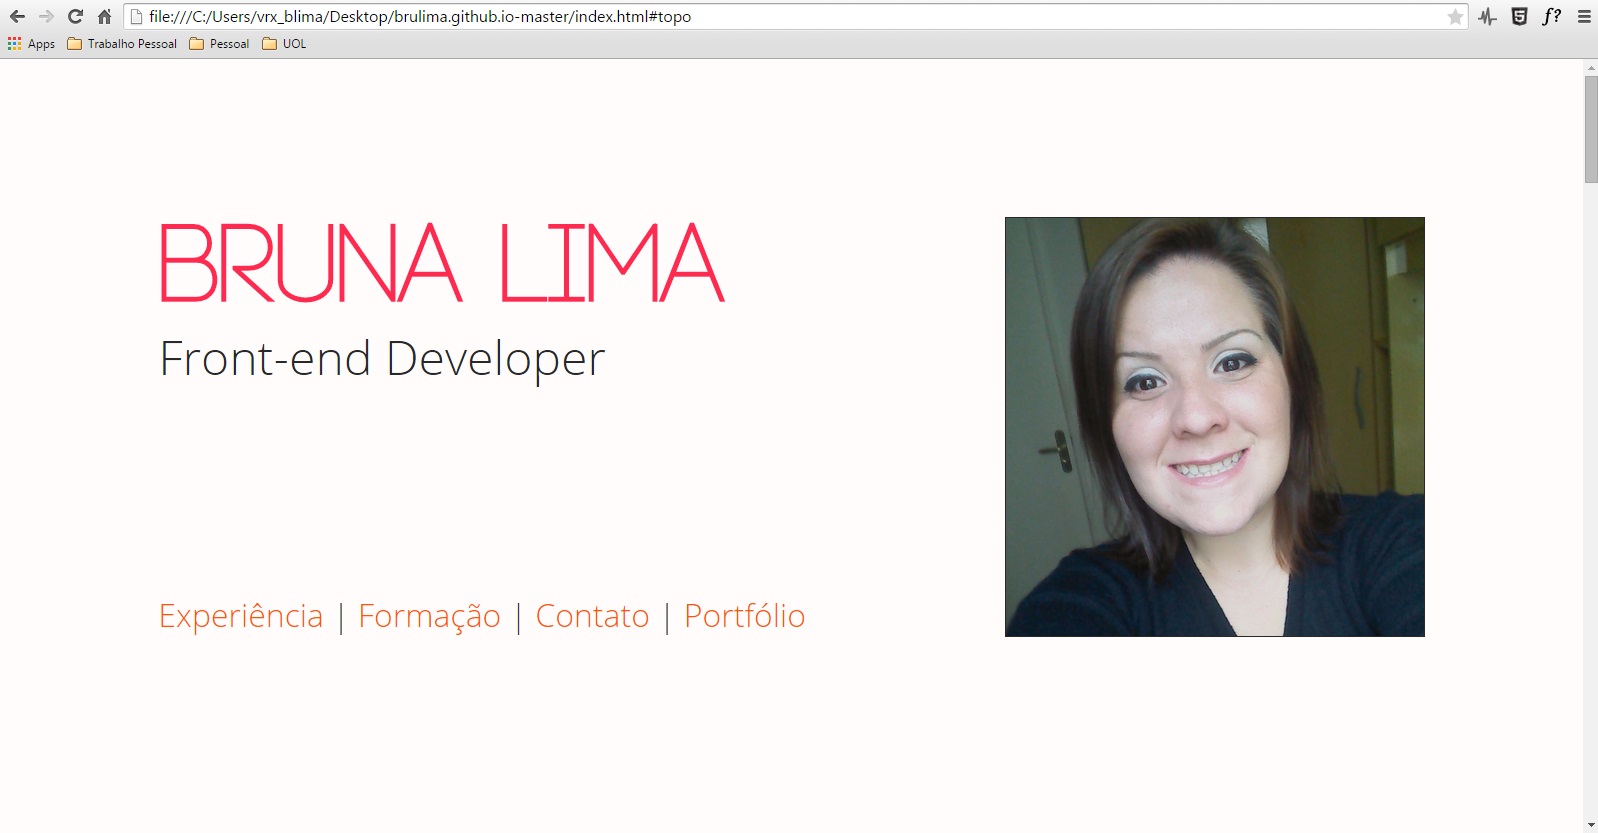 file:///C:/Users/vrx_blima/Desktop/brulima.github.io-master/index.html#topo
Apps Trabalho Pessoal Pessoal UOL
BRUNA LIMA
Front-end Developer
Experiência | Formação | Contato | Portfólio